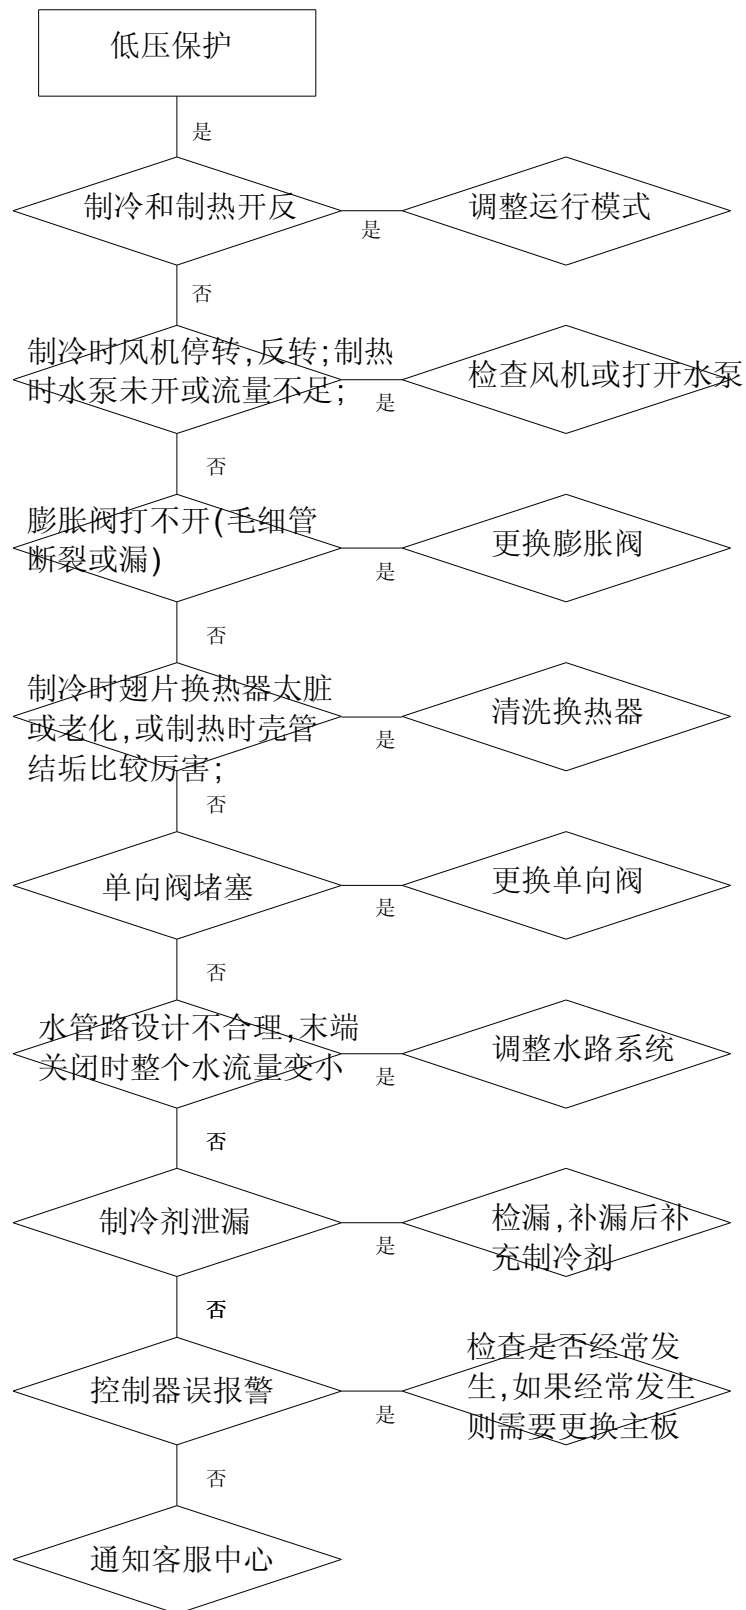 低压保护
是
制冷和制热开反
是
调整运行模式
否
制冷时风机停转,反转;制热
时水泵未开或流量不足;
是
检查风机或打开水泵
否
膨胀阀打不开(毛细管
断裂或漏)
是
更换膨胀阀
否
制冷时翅片换热器太脏
或老化,或制热时壳管
结垢比较厉害;
是
清洗换热器
否
单向阀堵塞
是
更换单向阀
否
水管路设计不合理,末端
关闭时整个水流量变小
是
调整水路系统
否
制冷剂泄漏
是
检漏,补漏后补
充制冷剂
否
控制器误报警
是
检查是否经常发
生,如果经常发生
则需要更换主板
否
通知客服中心